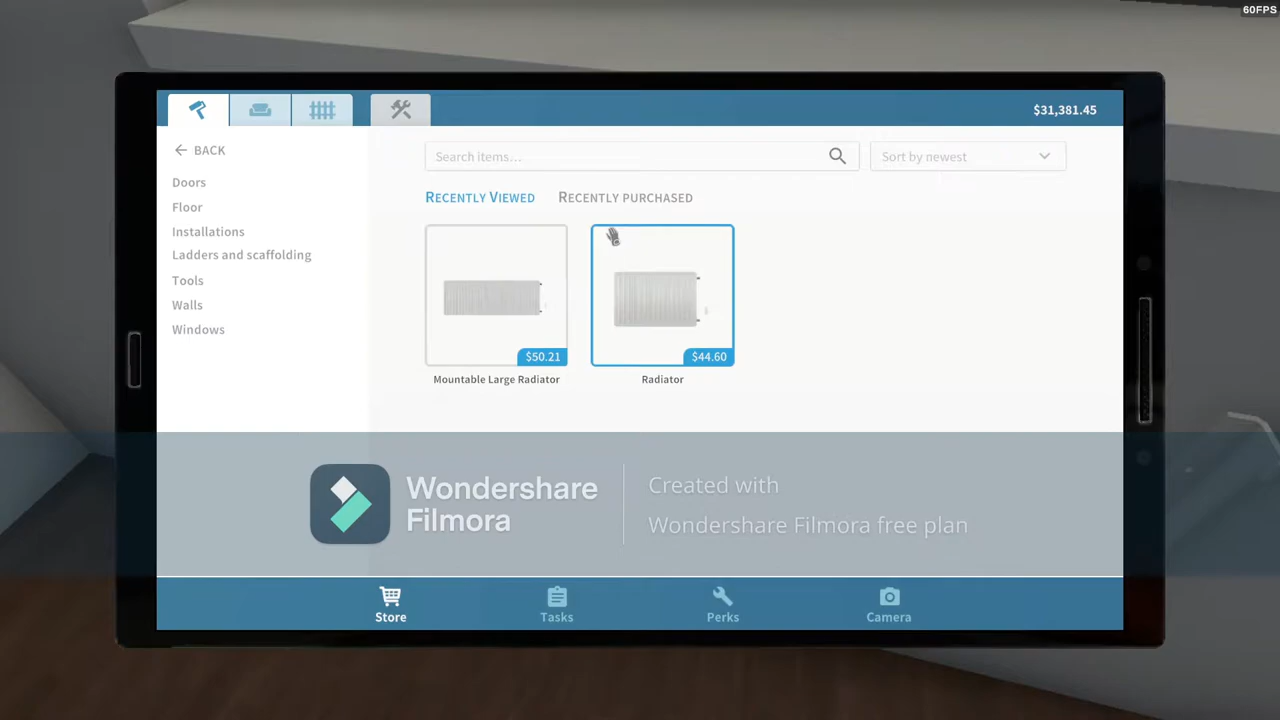 60FPS
$31,381.45
BACK
Search items...
Sort by newest
Doors
Floor
Installations
Ladders and scaffolding
Tools
Walls
Windows
RECENTLY VIEWED
RECENTLY PURCHASED
$50.21
$44.60
Mountable Large Radiator
Radiator
Wondershare
Filmora
Created with
Wondershare Filmora free plan
Store
Tasks
Perks
Camera